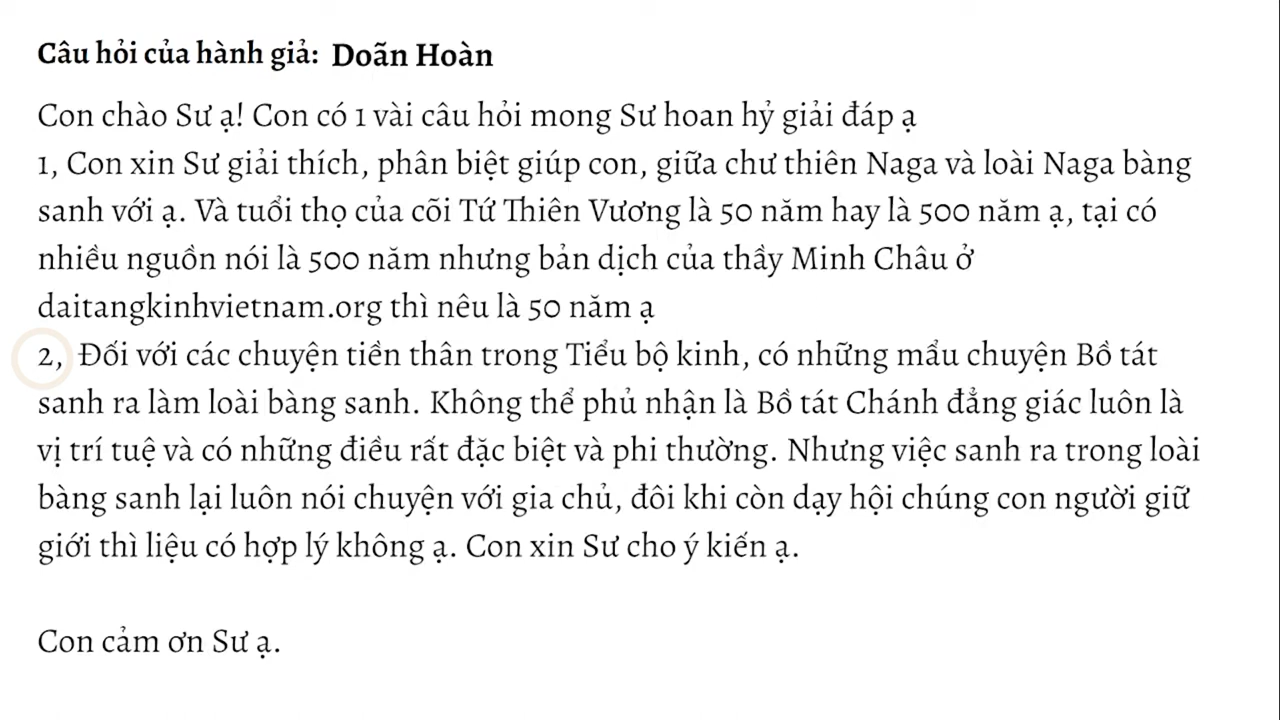 Câu hỏi của hành giả: Doãn Hoàn
Con chào Sư ạ! Con có 1 vài câu hỏi mong Sư hoan hỷ giải đáp ạ
1, Con xin Sư giải thích, phân biệt giúp con, giữa chư thiên Naga và loài Naga bàng
sanh với ạ. Và tuổi thọ của cõi Tứ Thiên Vương là 50 năm hay là 500 năm ạ, tại có
nhiều nguồn nói là 500 năm nhưng bản dịch của thầy Minh Châu ở
daitangkinhvietnam.org thì nêu là 50 năm ạ
2, Đối với các chuyện tiền thân trong Tiểu bộ kinh, có những mẩu chuyện Bồ tát
sanh ra làm loài bàng sanh. Không thể phủ nhận là Bồ tát Chánh đẳng giác luôn là
vị trí tuệ và có những điều rất đặc biệt và phi thường. Nhưng việc sanh ra trong loài
bàng sanh lại luôn nói chuyện với gia chủ, đôi khi còn dạy hội chúng con người giữ
giới thì liệu có hợp lý không ạ. Con xin Sư cho ý kiến ạ.
Con cảm ơn Sư ạ.